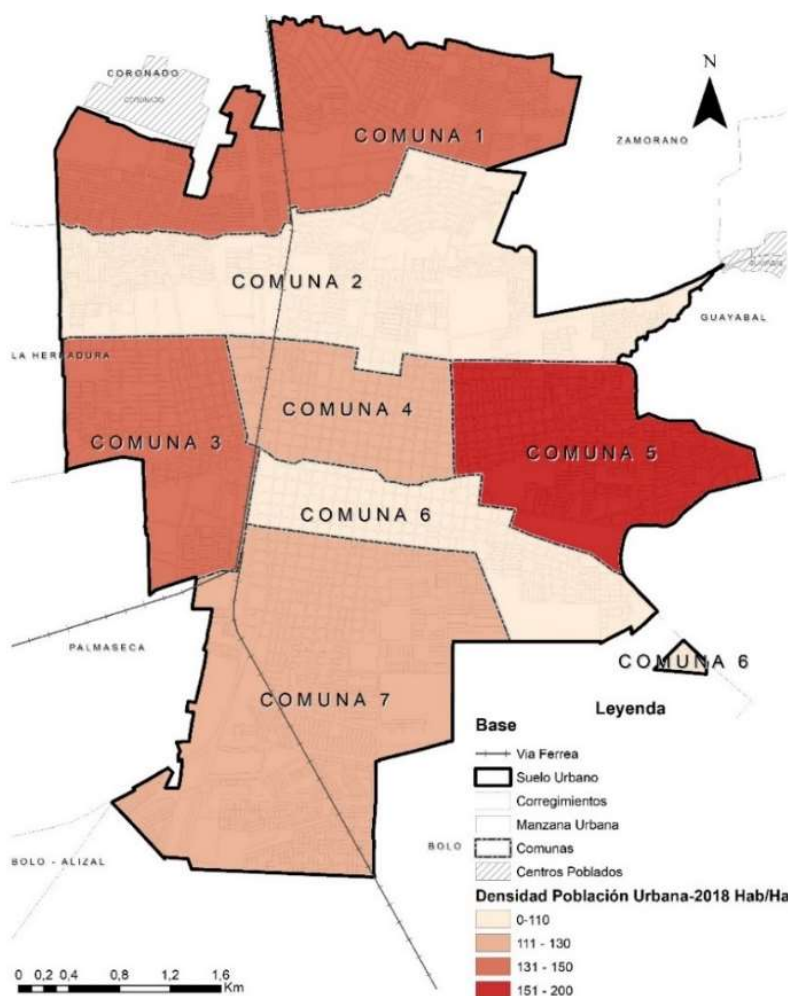 CORONADO
CORONADO
N
ZAMORANO
COMUNA 1
COMUNA 2
GUAYABAL
LA HERRADURA
COMUNA 4
COMUNA 3
COMUNA 5
COMUNA 6
PALMASECA
COMUNA 6
COMUNA 7
Leyenda
Base
Via Ferrea
Suelo Urbano
Corregimientos
Manzana Urbana
Comunas
Centros Poblados
BOLO
BOLO - ALIZAL
Densidad Población Urbana-2018 Hab/Ha
0-110
111 - 130
131 - 150
151 - 200
0 0,2 0,4 0,8 1,2 1,6
Km